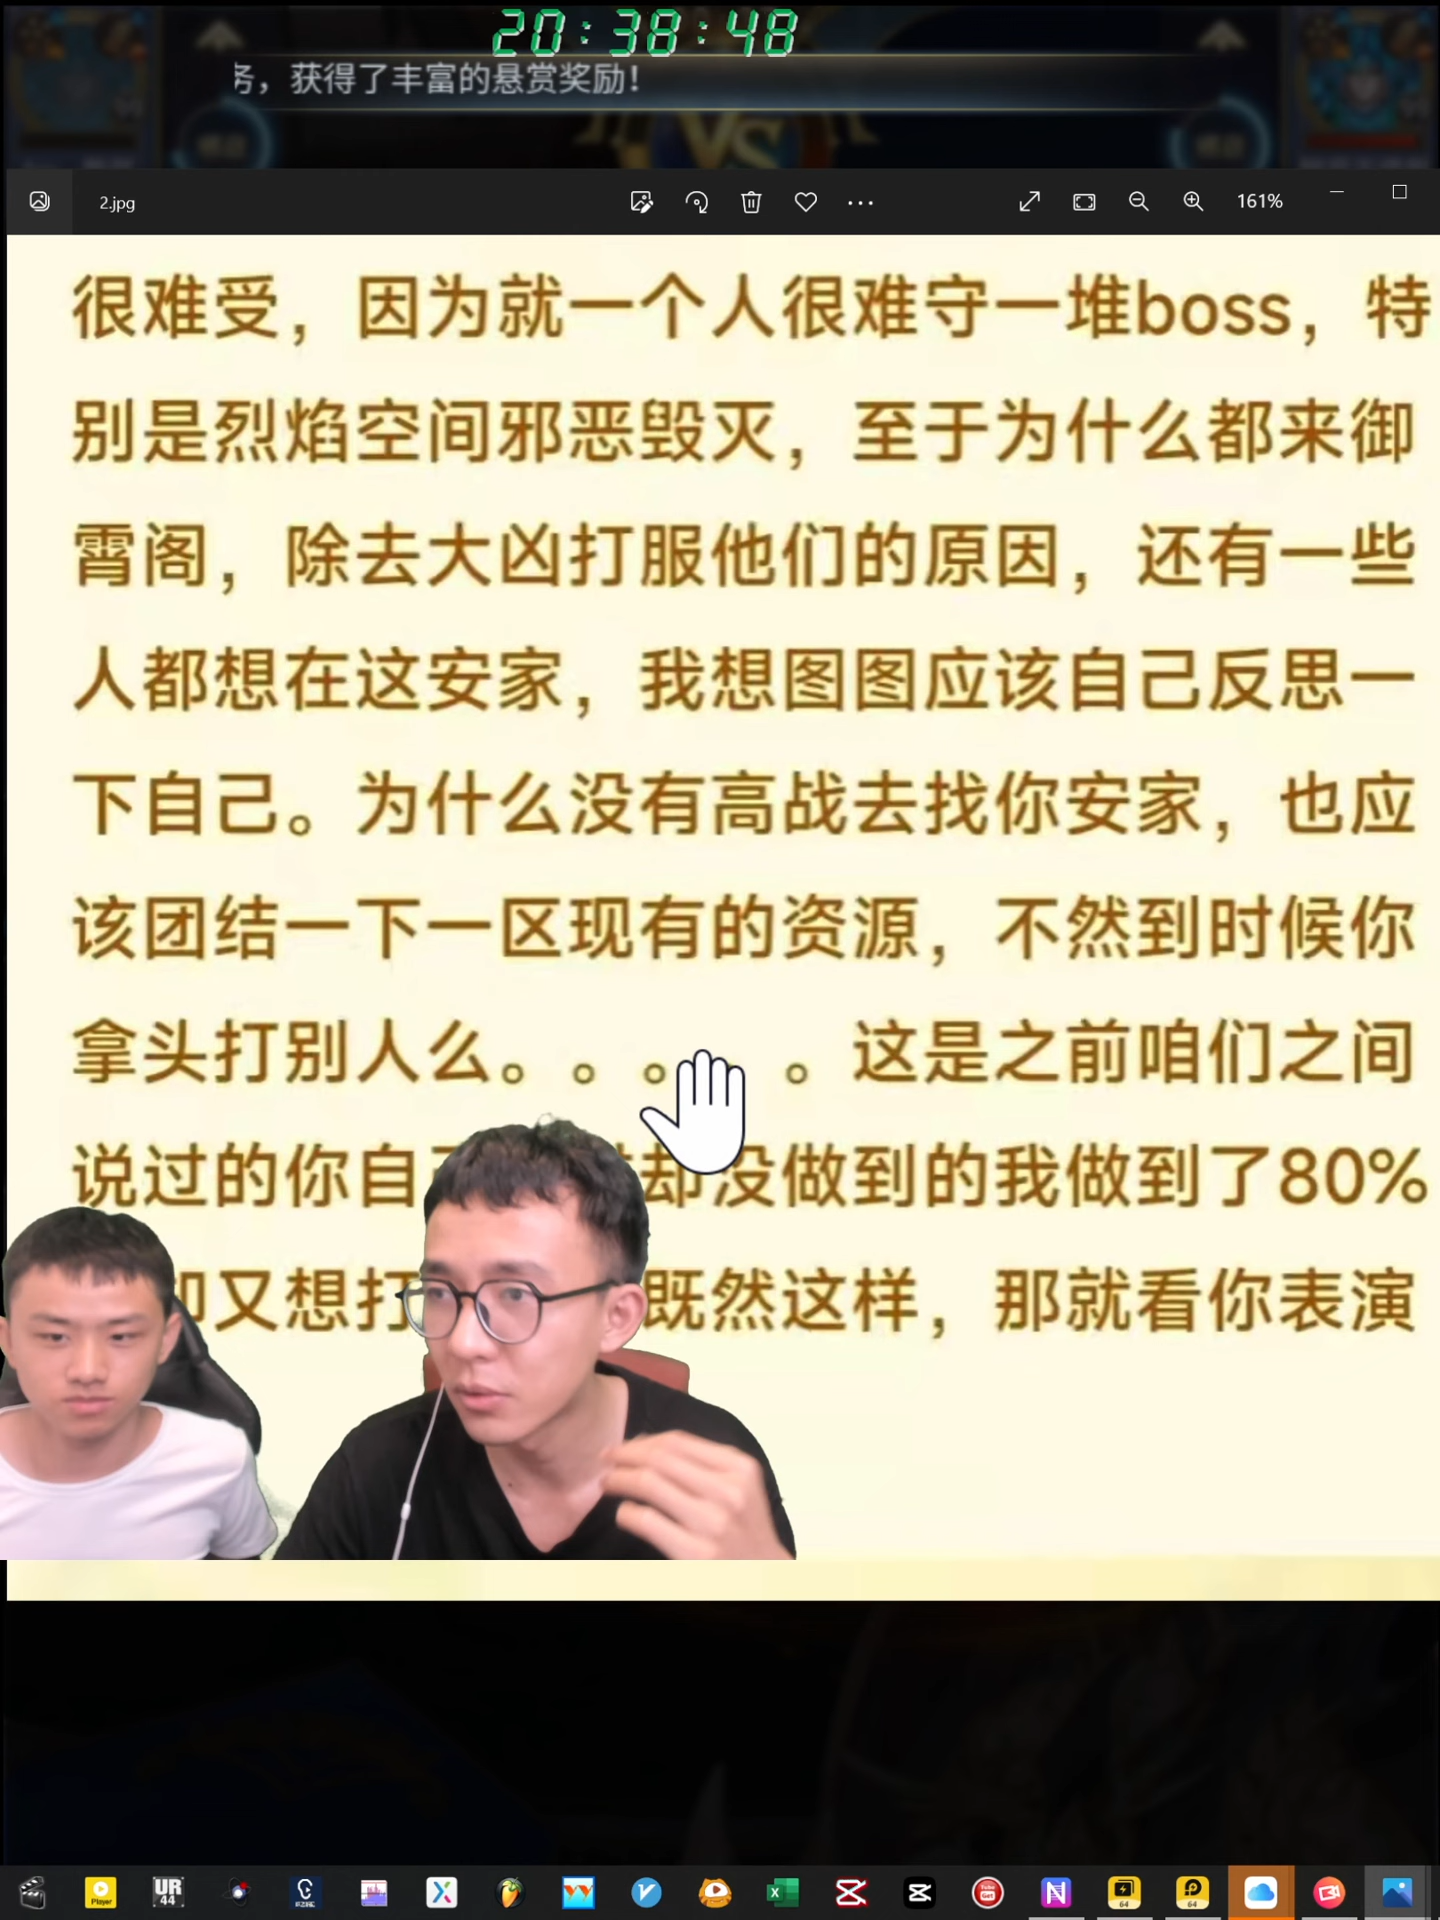 20:38:48
务，获得了丰富的悬赏奖励！
VS
2.jpg
161%
很难受，因为就一个人很难守一堆boss，特
别是烈焰空间邪恶毁灭，至于为什么都来御
霄阁，除去大凶打服他们的原因，还有一些
人都想在这安家，我想图图应该自己反思一
下自己。为什么没有高战去找你安家，也应
该团结一下一区现有的资源，不然到时候你
拿头打别人么。。。 。这是之前咱们之间
说过的你自 却没做到的我做到了80%
又想打 既然这样，那就看你表演
Player
UR
44
64
64